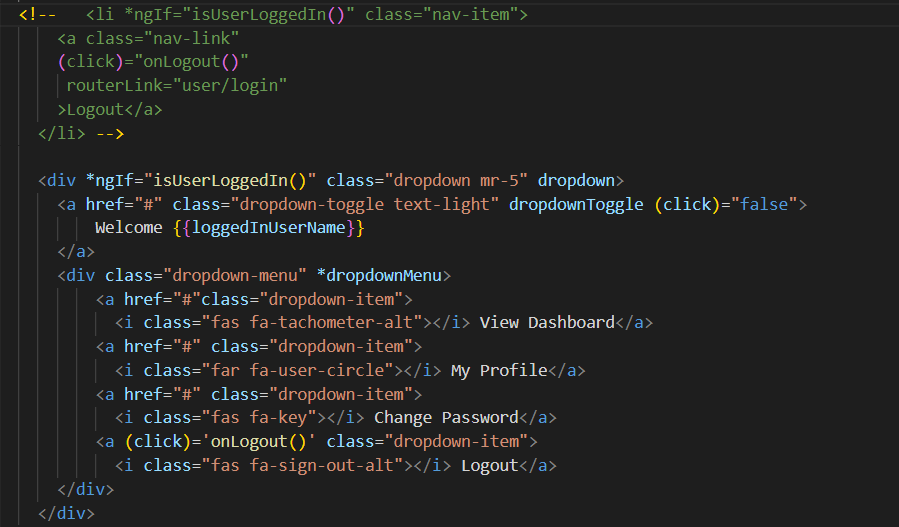 <!--   <li *ngIf="isUserLoggedIn()" class="nav-item">
    <a class="nav-link"
    (click)="onLogout()"
     routerLink="user/login"
    >Logout</a>
  </li> -->

  <div *ngIf="isUserLoggedIn()" class="dropdown mr-5" dropdown>
    <a href="#" class="dropdown-toggle text-light" dropdownToggle (click)="false">
        Welcome {{loggedInUserName}}
    </a>
    <div class="dropdown-menu" *dropdownMenu>
        <a href="#"class="dropdown-item">
          <i class="fas fa-tachometer-alt"></i> View Dashboard</a>
        <a href="#" class="dropdown-item">
          <i class="far fa-user-circle"></i> My Profile</a>
        <a href="#" class="dropdown-item">
          <i class="fas fa-key"></i> Change Password</a>
        <a (click)='onLogout()' class="dropdown-item">
          <i class="fas fa-sign-out-alt"></i> Logout</a>
    </div>
  </div>